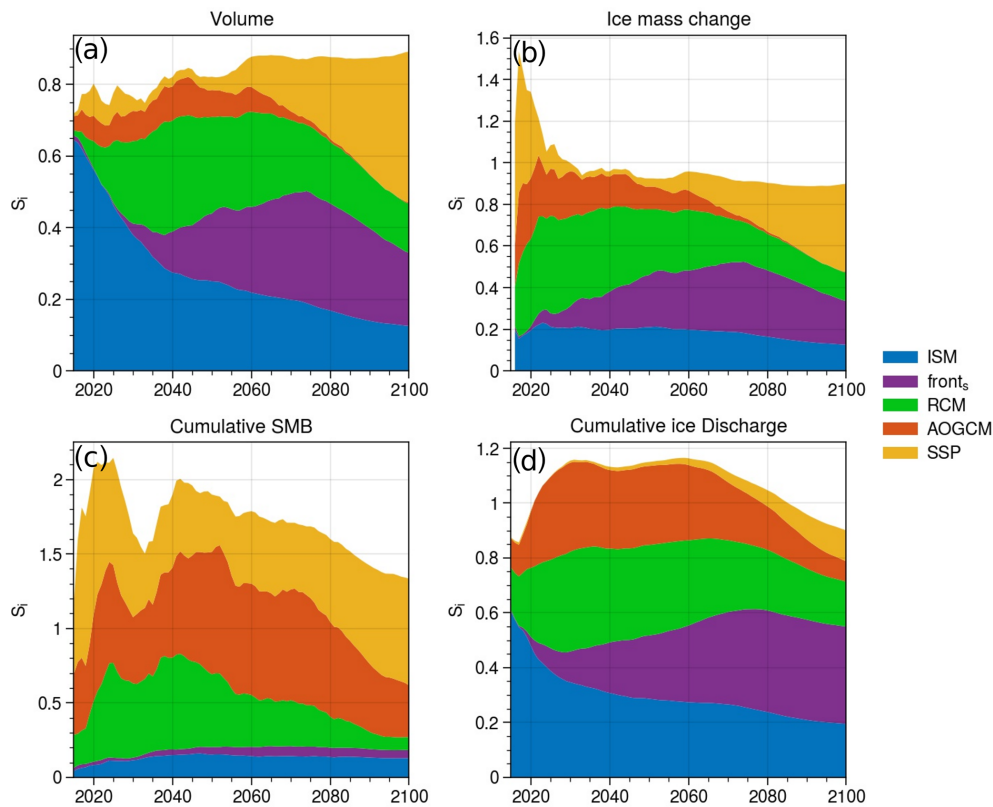 Volume
(a)
0.8
0.6
0.4
0.2
0
Sᵢ
2020 2040 2060 2080 2100
Ice mass change
(b)
1.6
1.4
1.2
1
0.8
0.6
0.4
0.2
0
Sᵢ
2020 2040 2060 2080 2100
Cumulative SMB
(c)
2
1.5
1
0.5
0
Sᵢ
2020 2040 2060 2080 2100
Cumulative ice Discharge
(d)
1.2
1
0.8
0.6
0.4
0.2
0
Sᵢ
2020 2040 2060 2080 2100
ISM
frontₛ
RCM
AOGCM
SSP